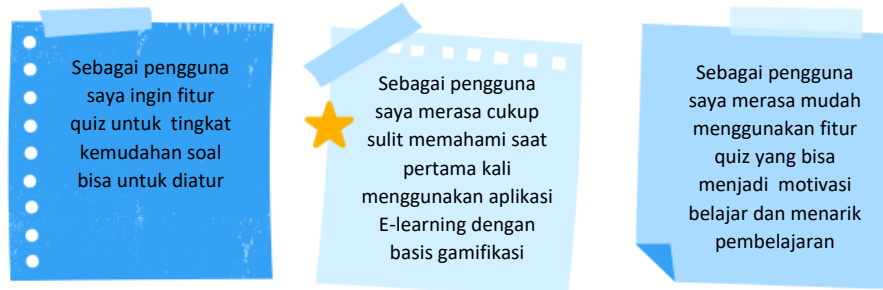 Sebagai pengguna
saya ingin fitur
quiz untuk tingkat
kemudahan soal
bisa untuk diatur
Sebagai pengguna
saya merasa cukup
sulit memahami saat
pertama kali
menggunakan aplikasi
E-learning dengan
basis gamifikasi
Sebagai pengguna
saya merasa mudah
menggunakan fitur
quiz yang bisa
menjadi motivasi
belajar dan menarik
pembelajaran